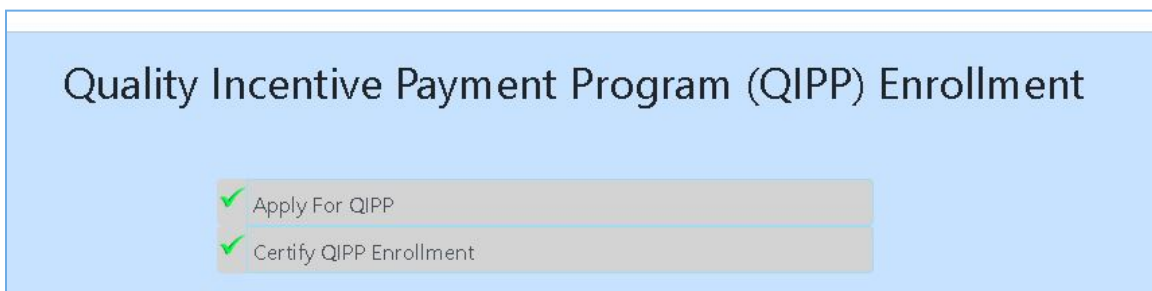 Quality Incentive Payment Program (QIPP) Enrollment
Apply For QIPP
Certify QIPP Enrollment